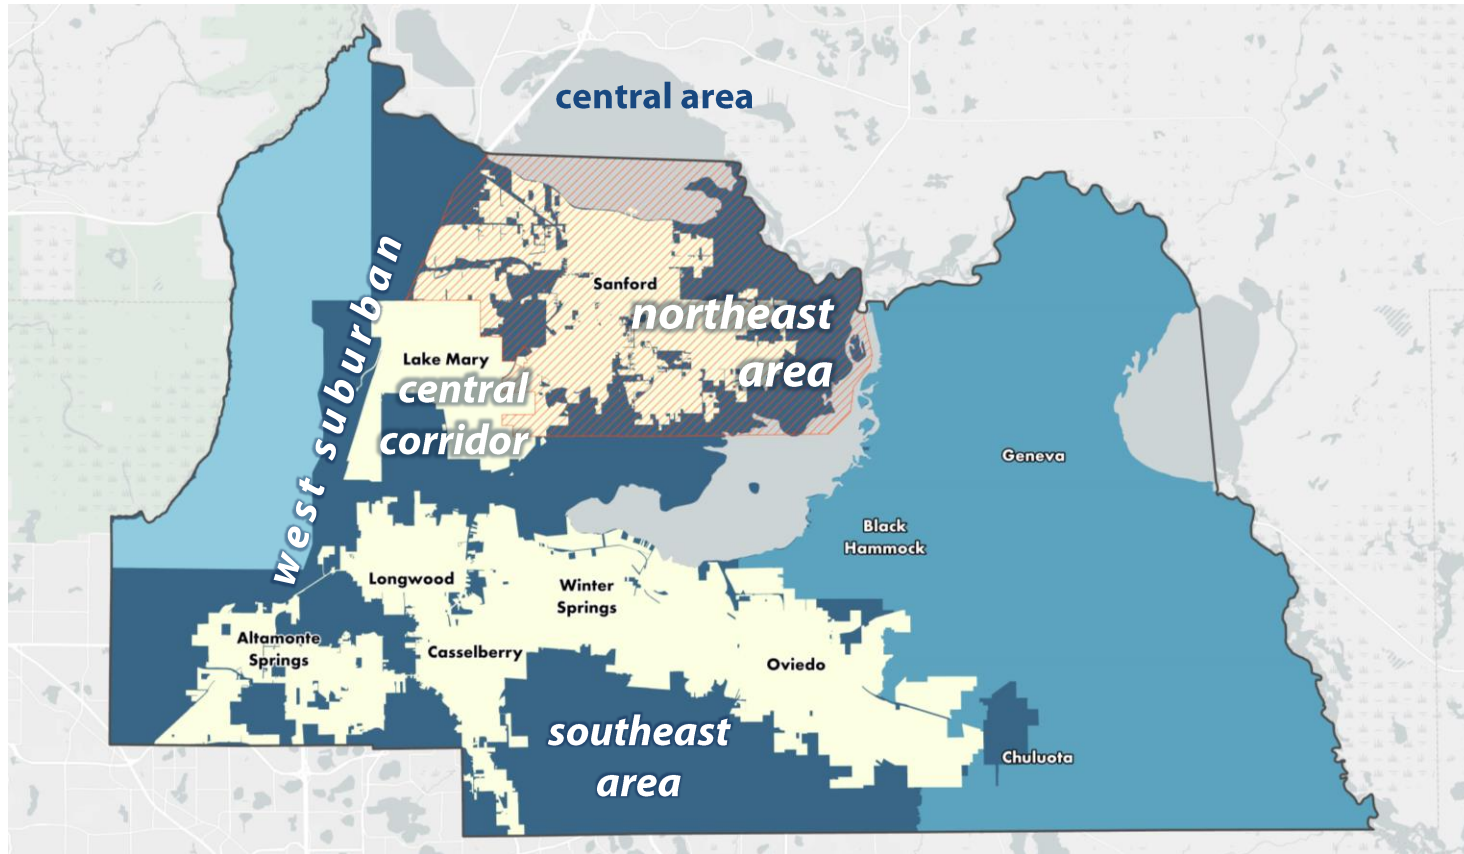 central area
west suburban
Sanford
northeast
area
Lake Mary
central
corridor
Geneva
Black
Hammock
Longwood
Winter
Springs
Altamonte
Springs
Casselberry
Oviedo
southeast
area
Chuluota